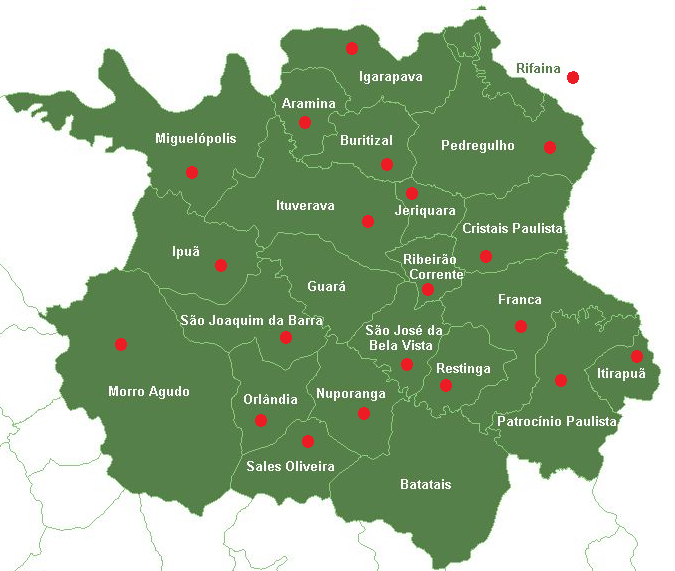 Rifaina
Igarapava
Aramina
Miguelópolis
Buritizal
Pedregulho
Ituverava
Jeriquara
Cristais Paulista
Ipuã
Ribeirão
Corrente
Guará
Franca
São Joaquim da Barra
São José da
Bela Vista
Restinga
Itirapuã
Morro Agudo
Orlândia
Nuporanga
Patrocínio Paulista
Sales Oliveira
Batatais